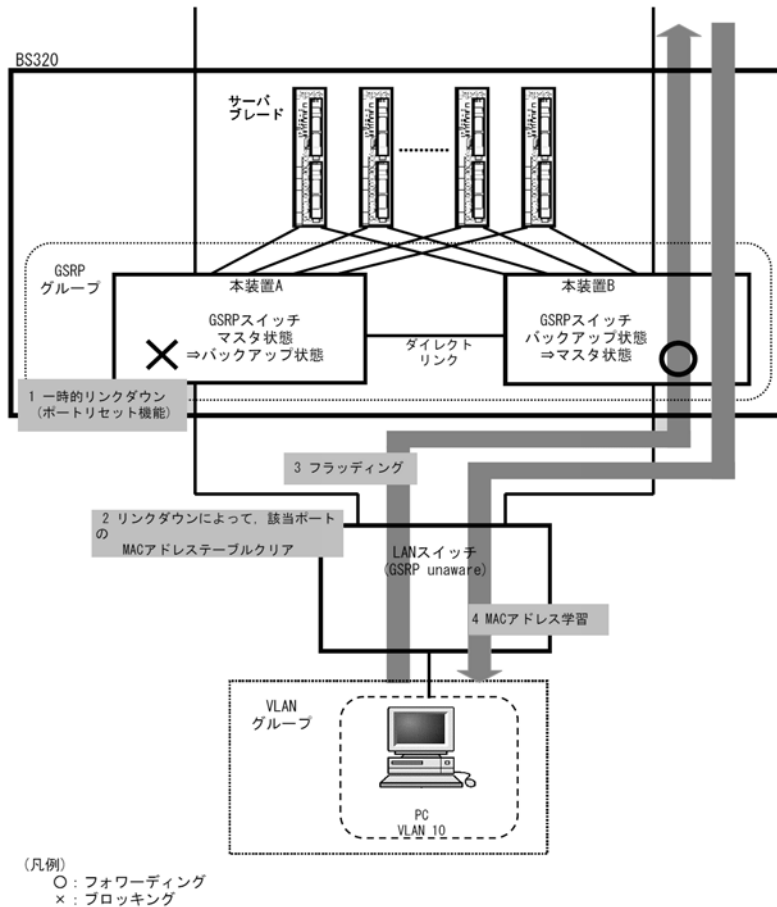 BS320
サーバ
ブレード
GSRP
グループ
本装置A
GSRPスイッチ
マスタ状態
⇒バックアップ状態
ダイレクト
リンク
本装置B
GSRPスイッチ
バックアップ状態
⇒マスタ状態
1 一時的リンクダウン
(ポートリセット機能)
3 フラッディング
2 リンクダウンによって，該当ポート
の
MACアドレステーブルクリア
LANスイッチ
(GSRP unaware)
4 MACアドレス学習
VLAN
グループ
PC
VLAN 10
(凡例)
○：フォワーディング
×：ブロッキング